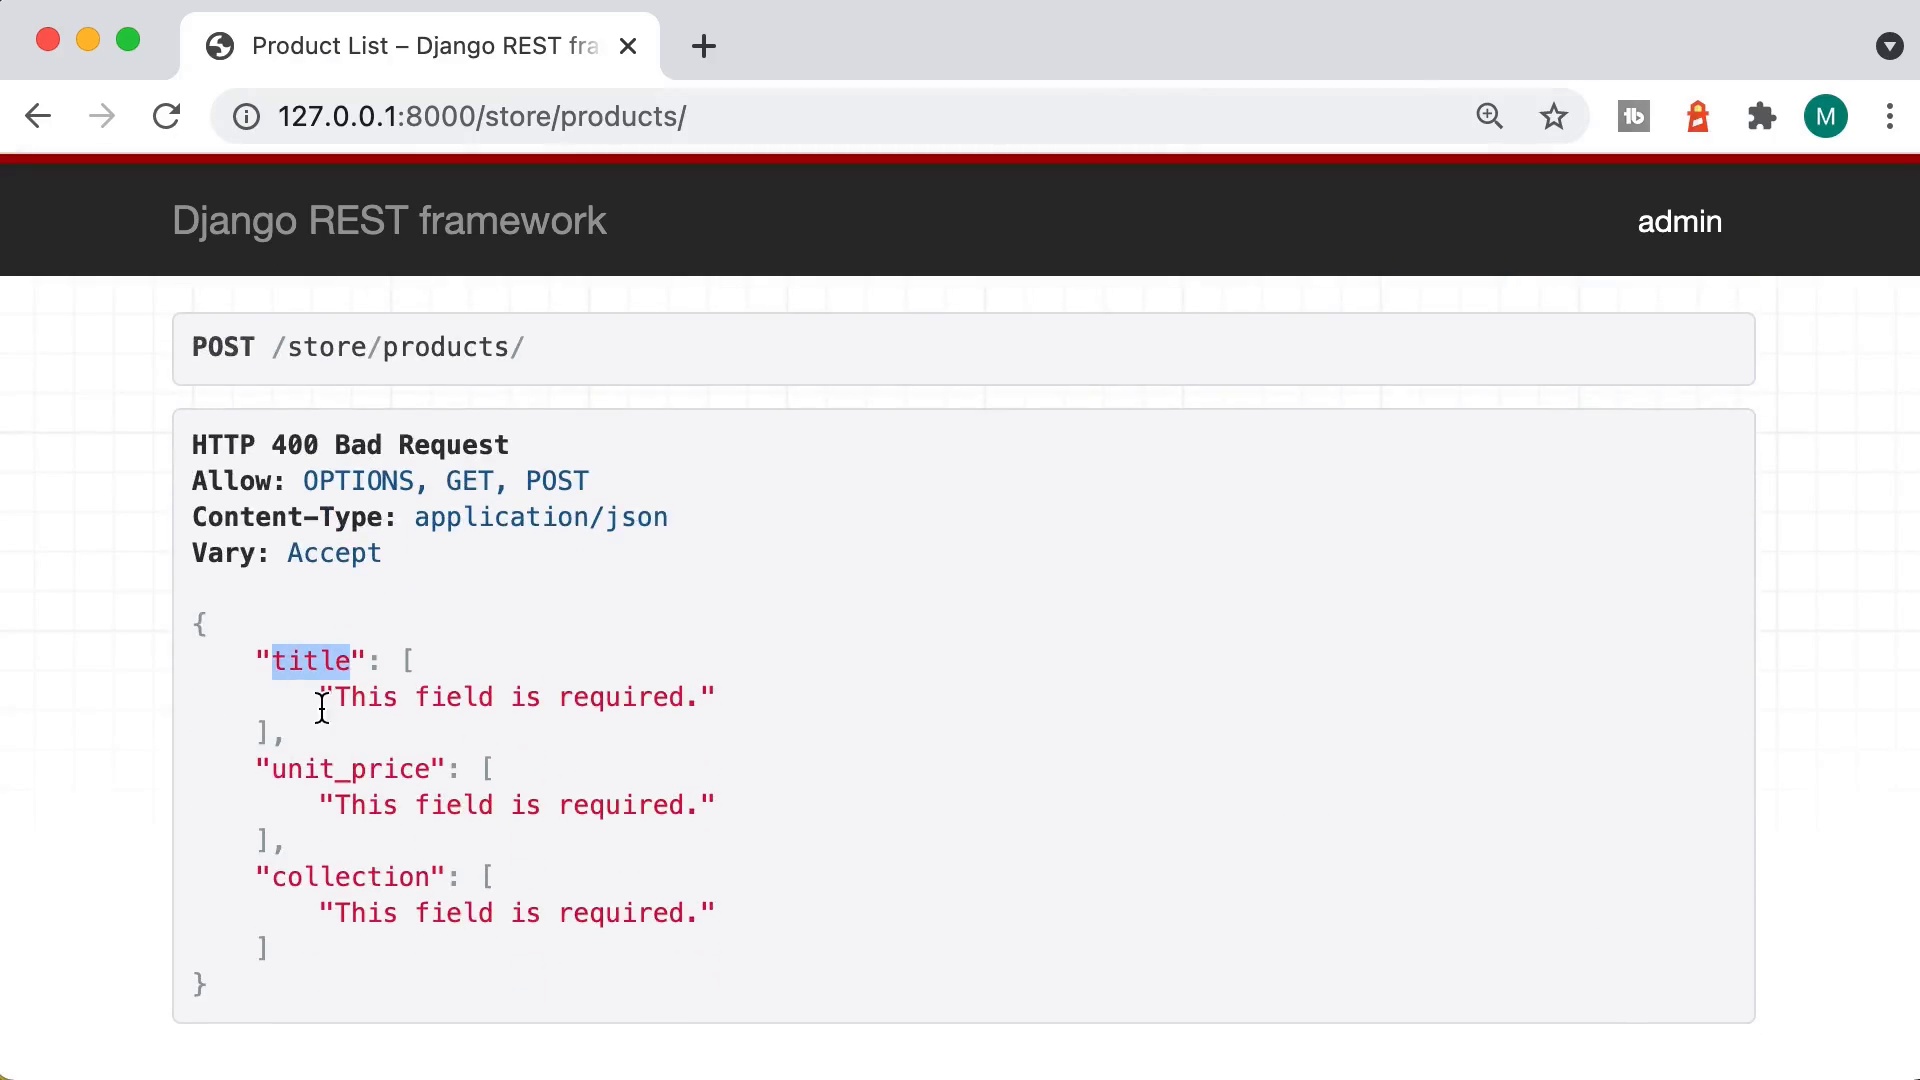 Product List – Django REST fra
127.0.0.1:8000/store/products/
M
Django REST framework
admin
POST /store/products/
HTTP 400 Bad Request
Allow: OPTIONS, GET, POST
Content-Type: application/json
Vary: Accept
{
    "title": [
        "This field is required."
    ],
    "unit_price": [
        "This field is required."
    ],
    "collection": [
        "This field is required."
    ]
}